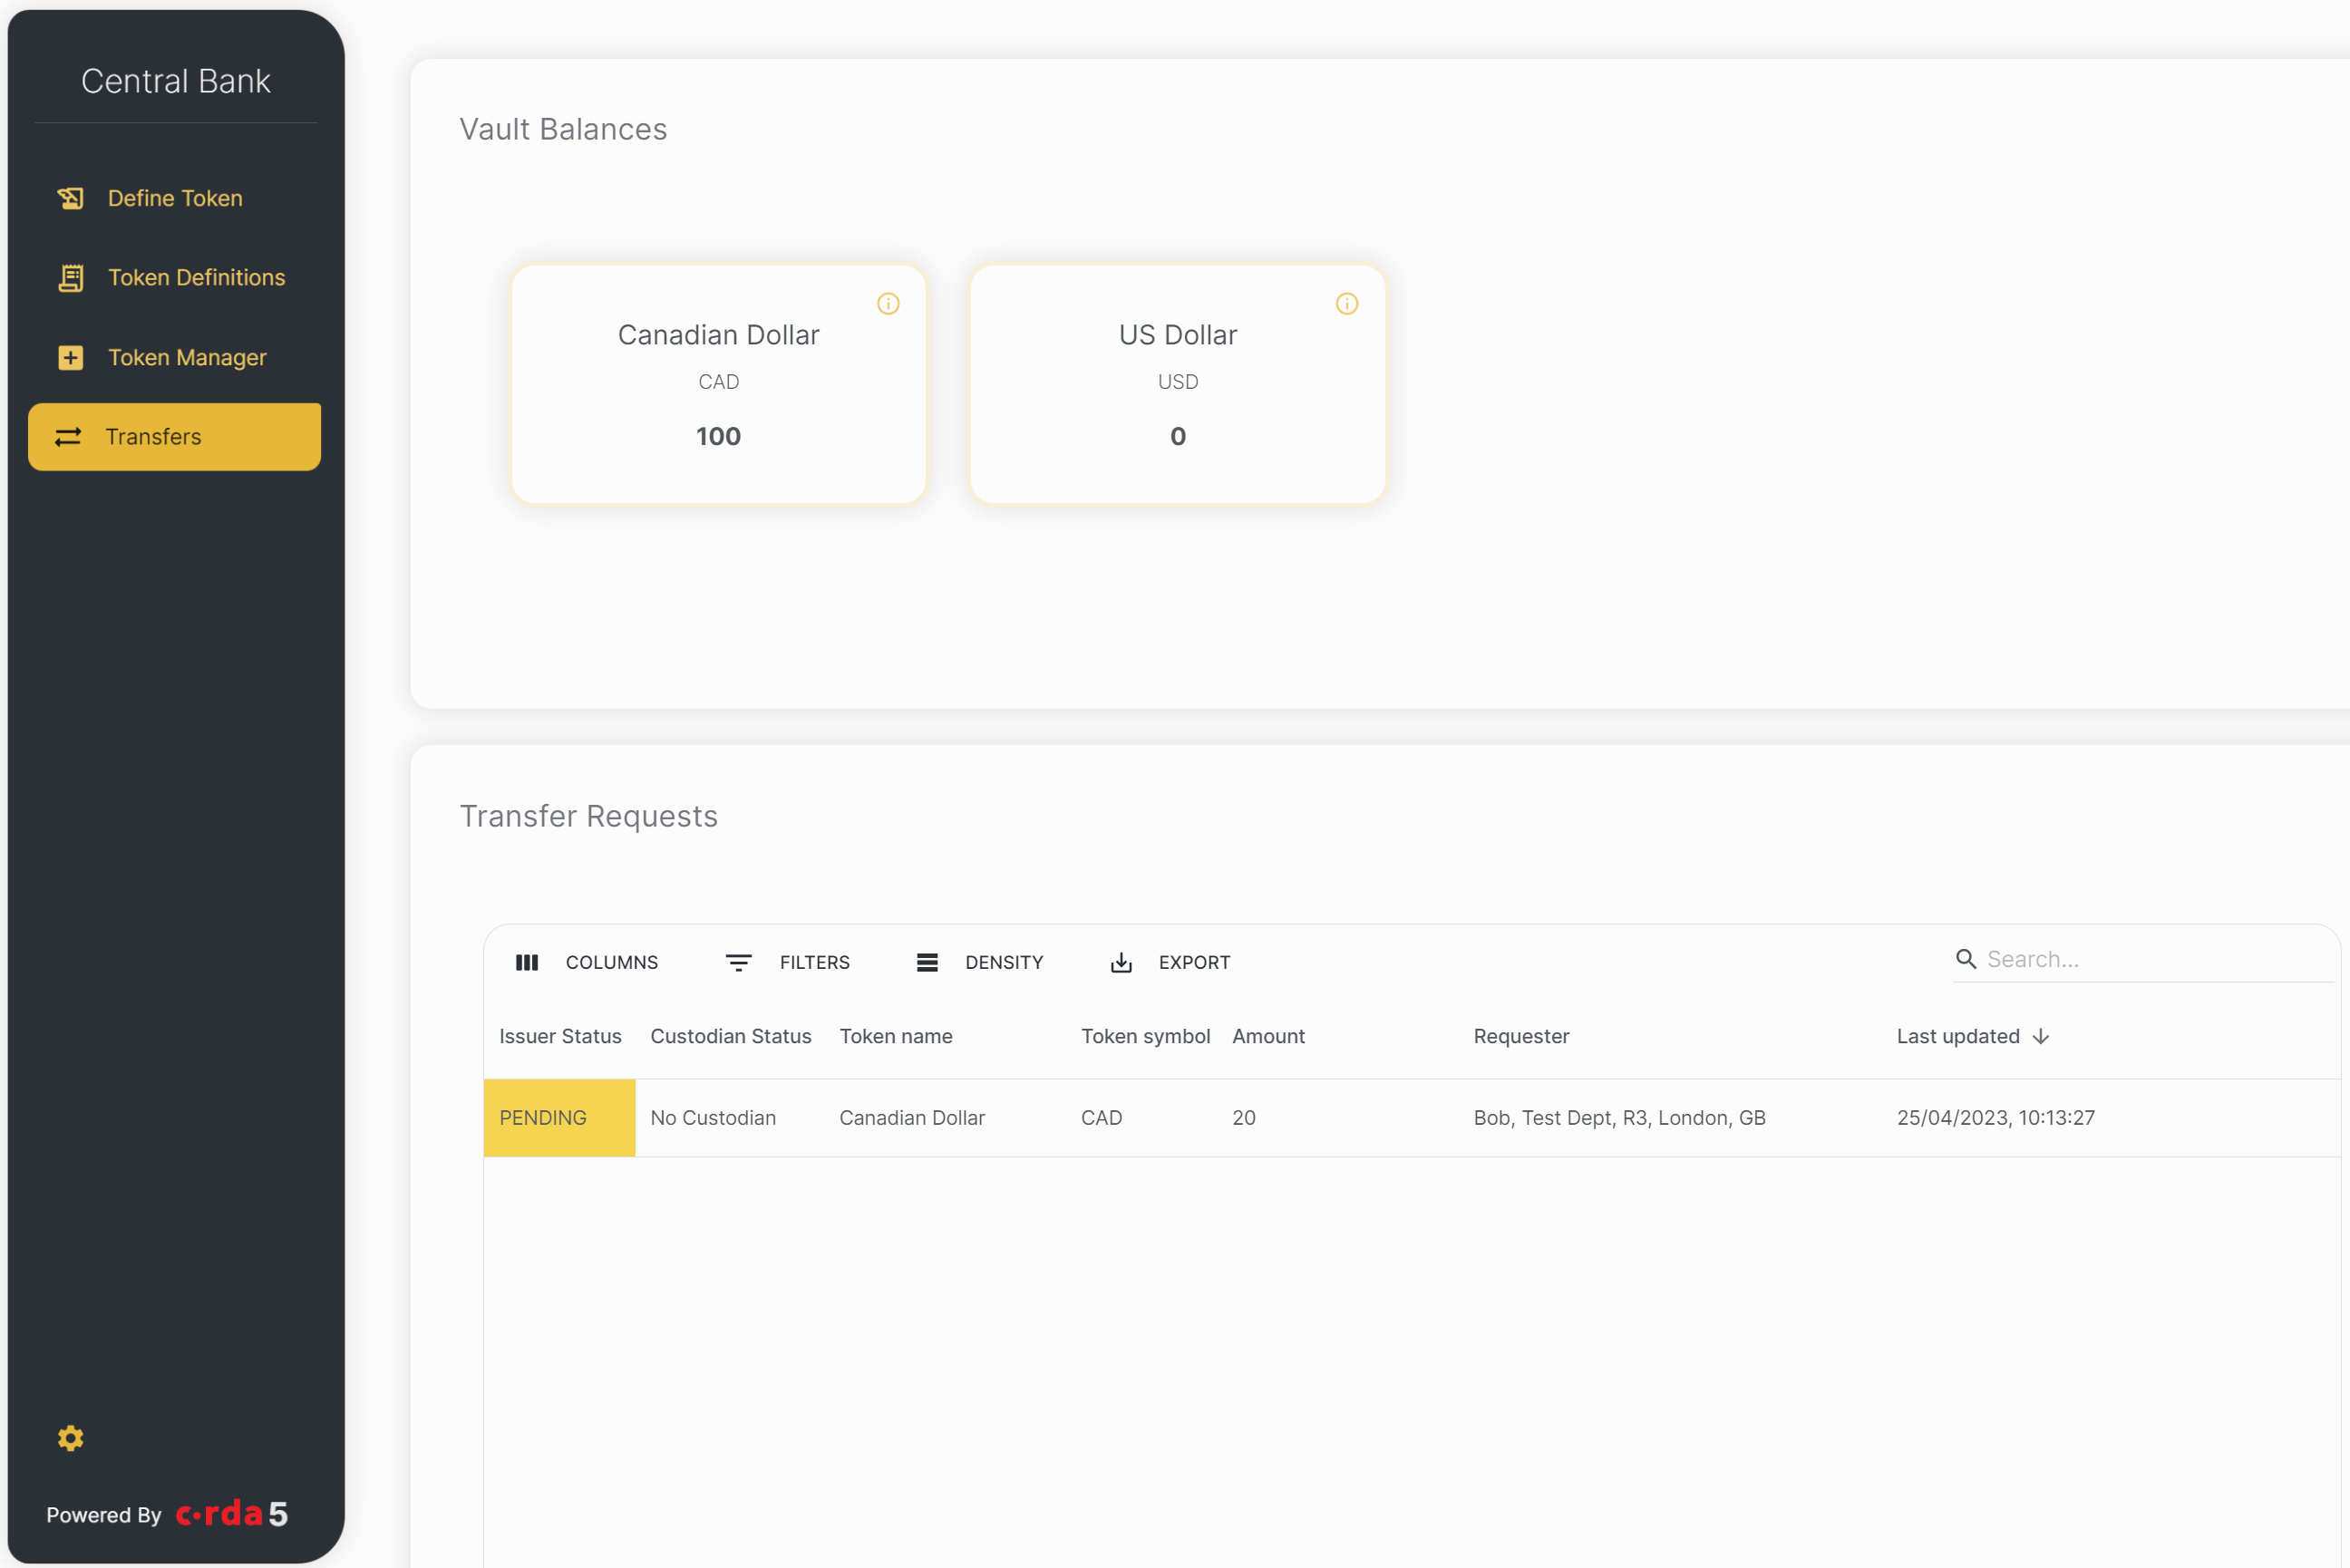 Central Bank
Define Token
Token Definitions
Token Manager
Transfers
Powered By c·rda 5
Vault Balances
Canadian Dollar
CAD
100
US Dollar
USD
0
Transfer Requests
COLUMNS FILTERS DENSITY EXPORT Search...
Issuer Status Custodian Status Token name Token symbol Amount Requester Last updated
PENDING No Custodian Canadian Dollar CAD 20 Bob, Test Dept, R3, London, GB 25/04/2023, 10:13:27